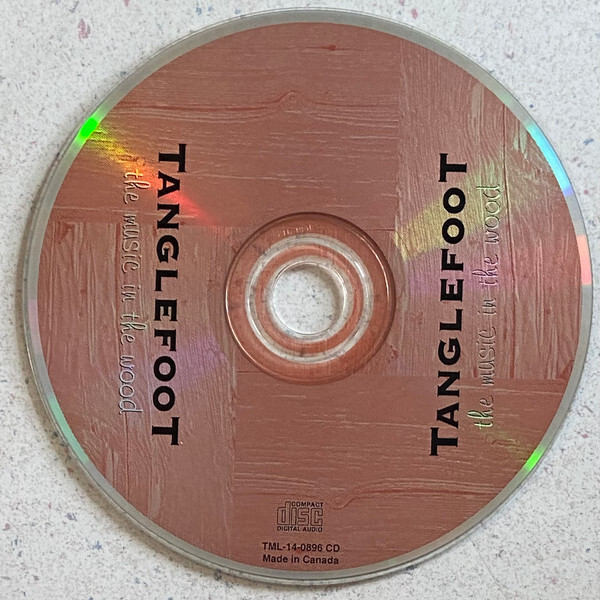 TANGLEFOOT
the music in the wood
TANGLEFOOT
the music in the wood
COMPACT
disc
DIGITAL AUDIO
TML-14-0896 CD
Made in Canada